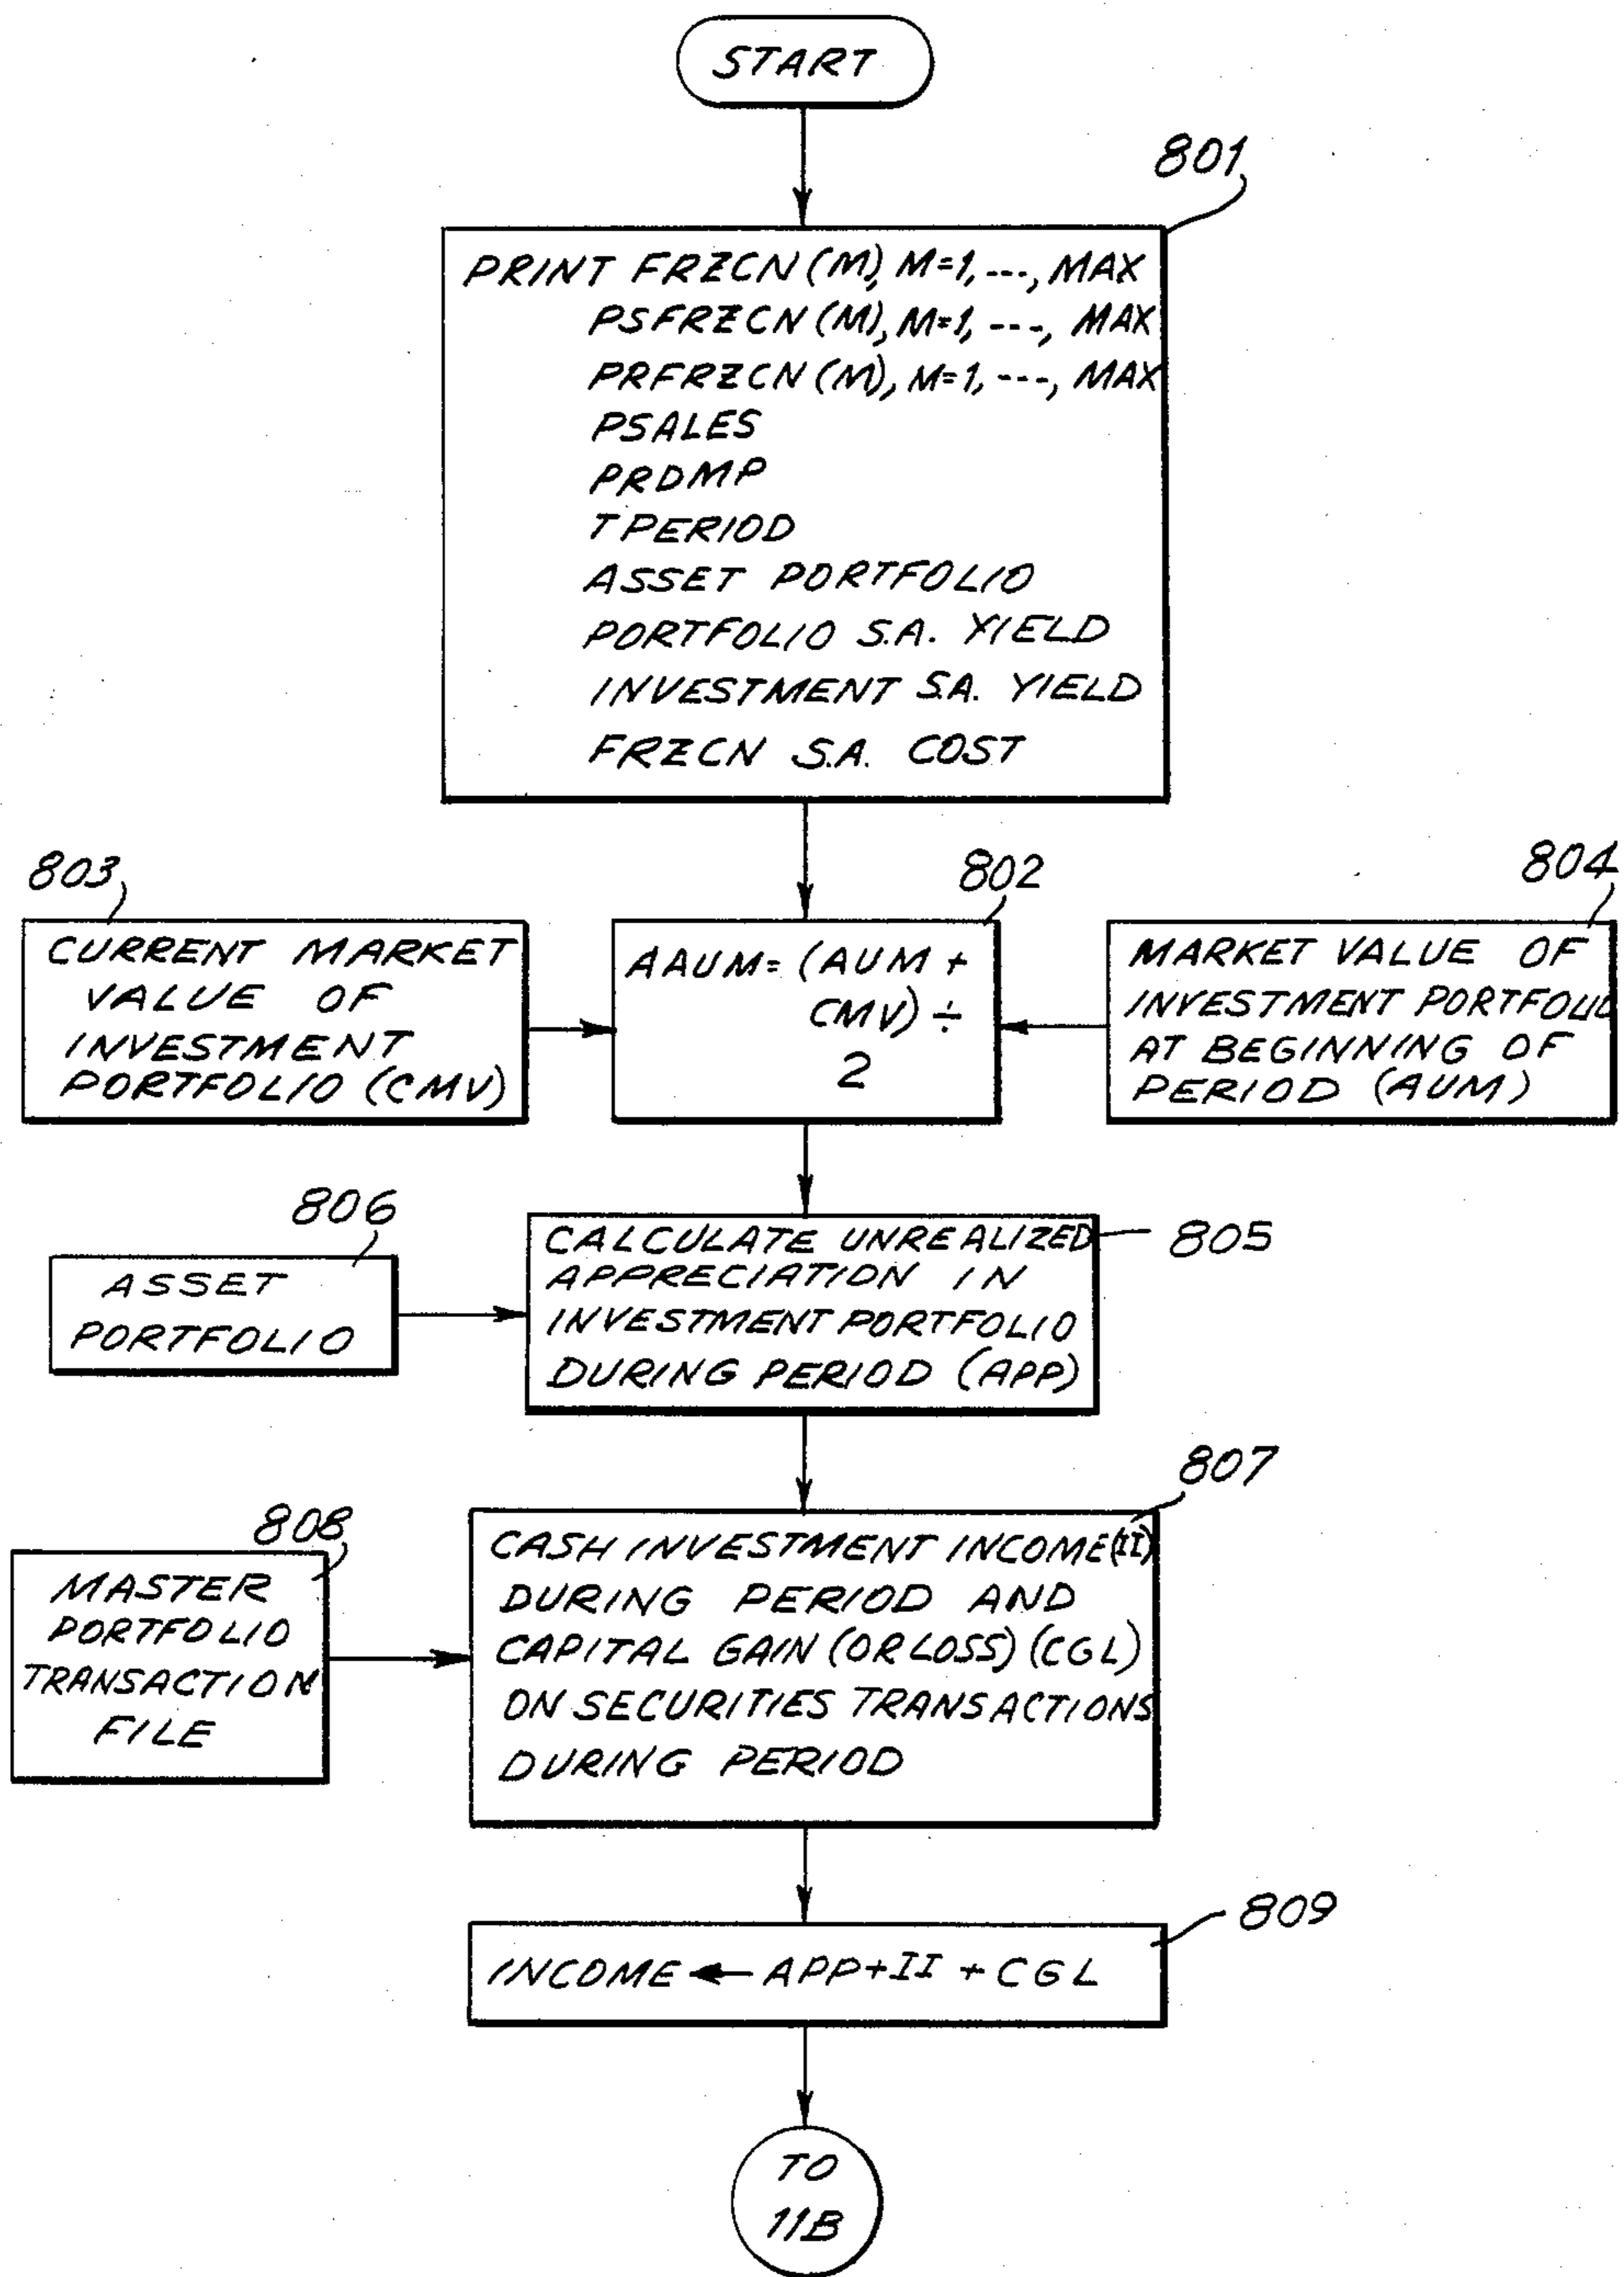 START
801
PRINT FRZCN (M), M=1, ---, MAX
PSFRZCN (M), M=1, ---, MAX
PRFRZCN (M), M=1, ---, MAX
PSALES
PRDMP
TPERIOD
ASSET PORTFOLIO
PORTFOLIO S.A. YIELD
INVESTMENT S.A. YIELD
FRZCN S.A. COST
803
CURRENT MARKET
VALUE OF
INVESTMENT
PORTFOLIO (CMV)
802
AAUM = (AUM +
CMV) ÷
2
804
MARKET VALUE OF
INVESTMENT PORTFOLIO
AT BEGINNING OF
PERIOD (AUM)
806
ASSET
PORTFOLIO
805
CALCULATE UNREALIZED
APPRECIATION IN
INVESTMENT PORTFOLIO
DURING PERIOD (APP)
808
MASTER
PORTFOLIO
TRANSACTION
FILE
807
CASH INVESTMENT INCOME (II)
DURING PERIOD AND
CAPITAL GAIN (OR LOSS) (CGL)
ON SECURITIES TRANSACTIONS
DURING PERIOD
809
INCOME ← APP + II + CGL
TO
11B